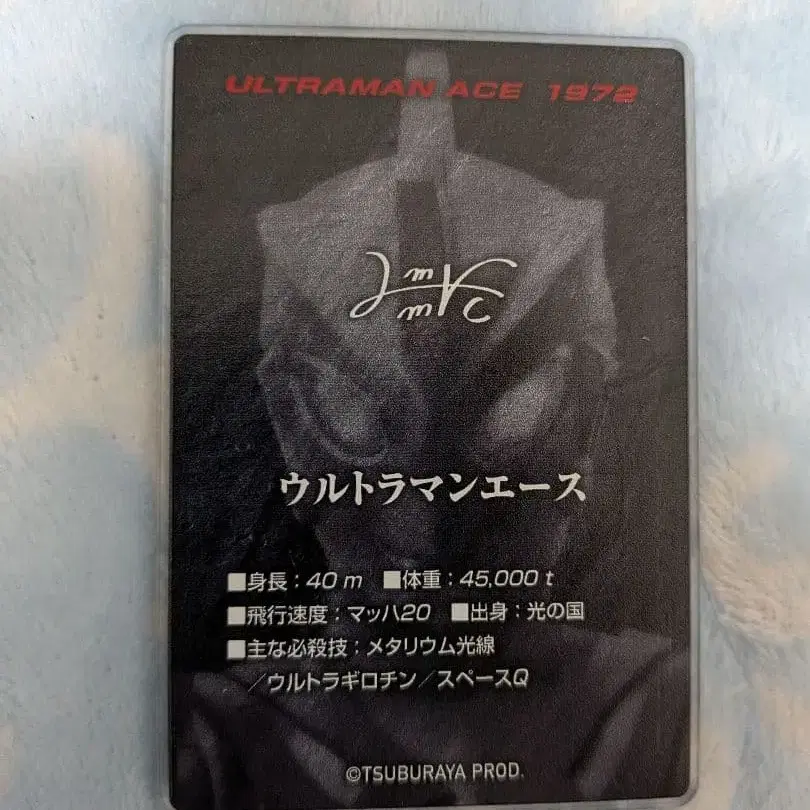 ULTRAMAN ACE 1972
ウルトラマンエース
■身長：40 m ■体重：45,000 t
■飛行速度：マッハ20 ■出身：光の国
■主な必殺技：メタリウム光線
／ウルトラギロチン／スペースQ
©TSUBURAYA PROD.